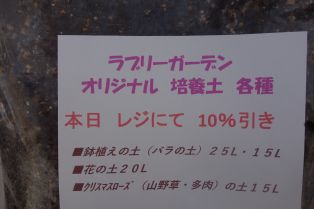 ラブリーガーデン
オリジナル 培養土 各種
本日 レジにて 10%引き
■鉢植えの土（バラの土）２５L・１５L
■花の土２０L
■ｸﾘｽﾏｽﾛｰｽﾞ（山野草・多肉）の土１５L